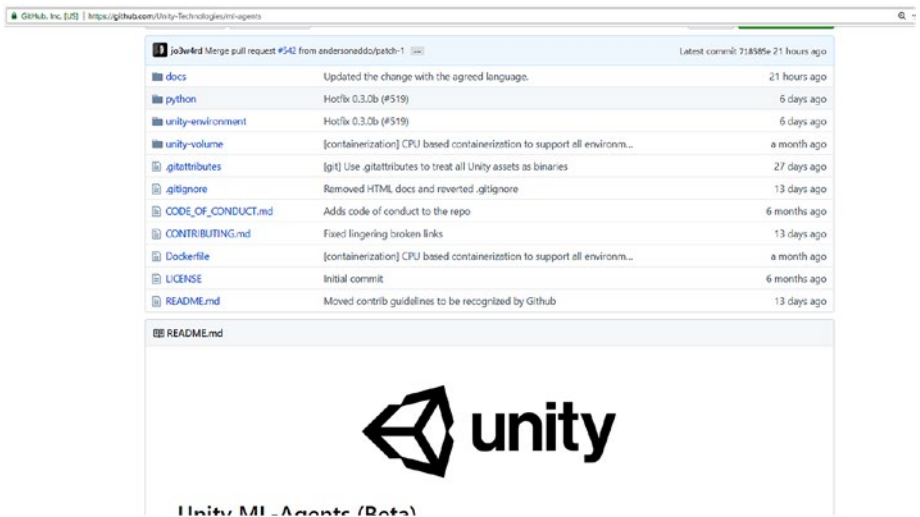 GitHub, Inc. [US] | https://github.com/Unity-Technologies/ml-agents
jo3w4rd Merge pull request #542 from andersonaddo/patch-1 ... Latest commit 718585e 21 hours ago
docs Updated the change with the agreed language. 21 hours ago
python Hotfix 0.3.0b (#519) 6 days ago
unity-environment Hotfix 0.3.0b (#519) 6 days ago
unity-volume [containerization] CPU based containerization to support all environm... a month ago
.gitattributes [git] Use .gitattributes to treat all Unity assets as binaries 27 days ago
.gitignore Removed HTML docs and reverted .gitignore 13 days ago
CODE_OF_CONDUCT.md Adds code of conduct to the repo 6 months ago
CONTRIBUTING.md Fixed lingering broken links 13 days ago
Dockerfile [containerization] CPU based containerization to support all environm... a month ago
LICENSE Initial commit 6 months ago
README.md Moved contrib guidelines to be recognized by Github 13 days ago
README.md
unity
Unity ML-Agents (Beta)